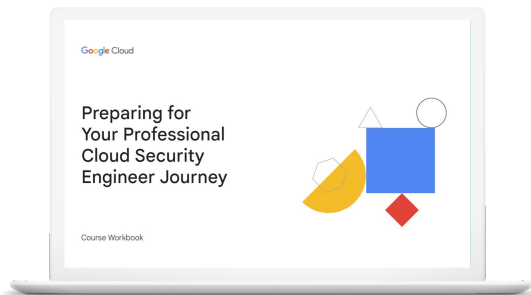 Google Cloud
Preparing for
Your Professional
Cloud Security
Engineer Journey
Course Workbook